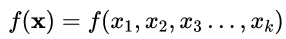 f(x) = f(x₁, x₂, x₃ . . . , xₖ)